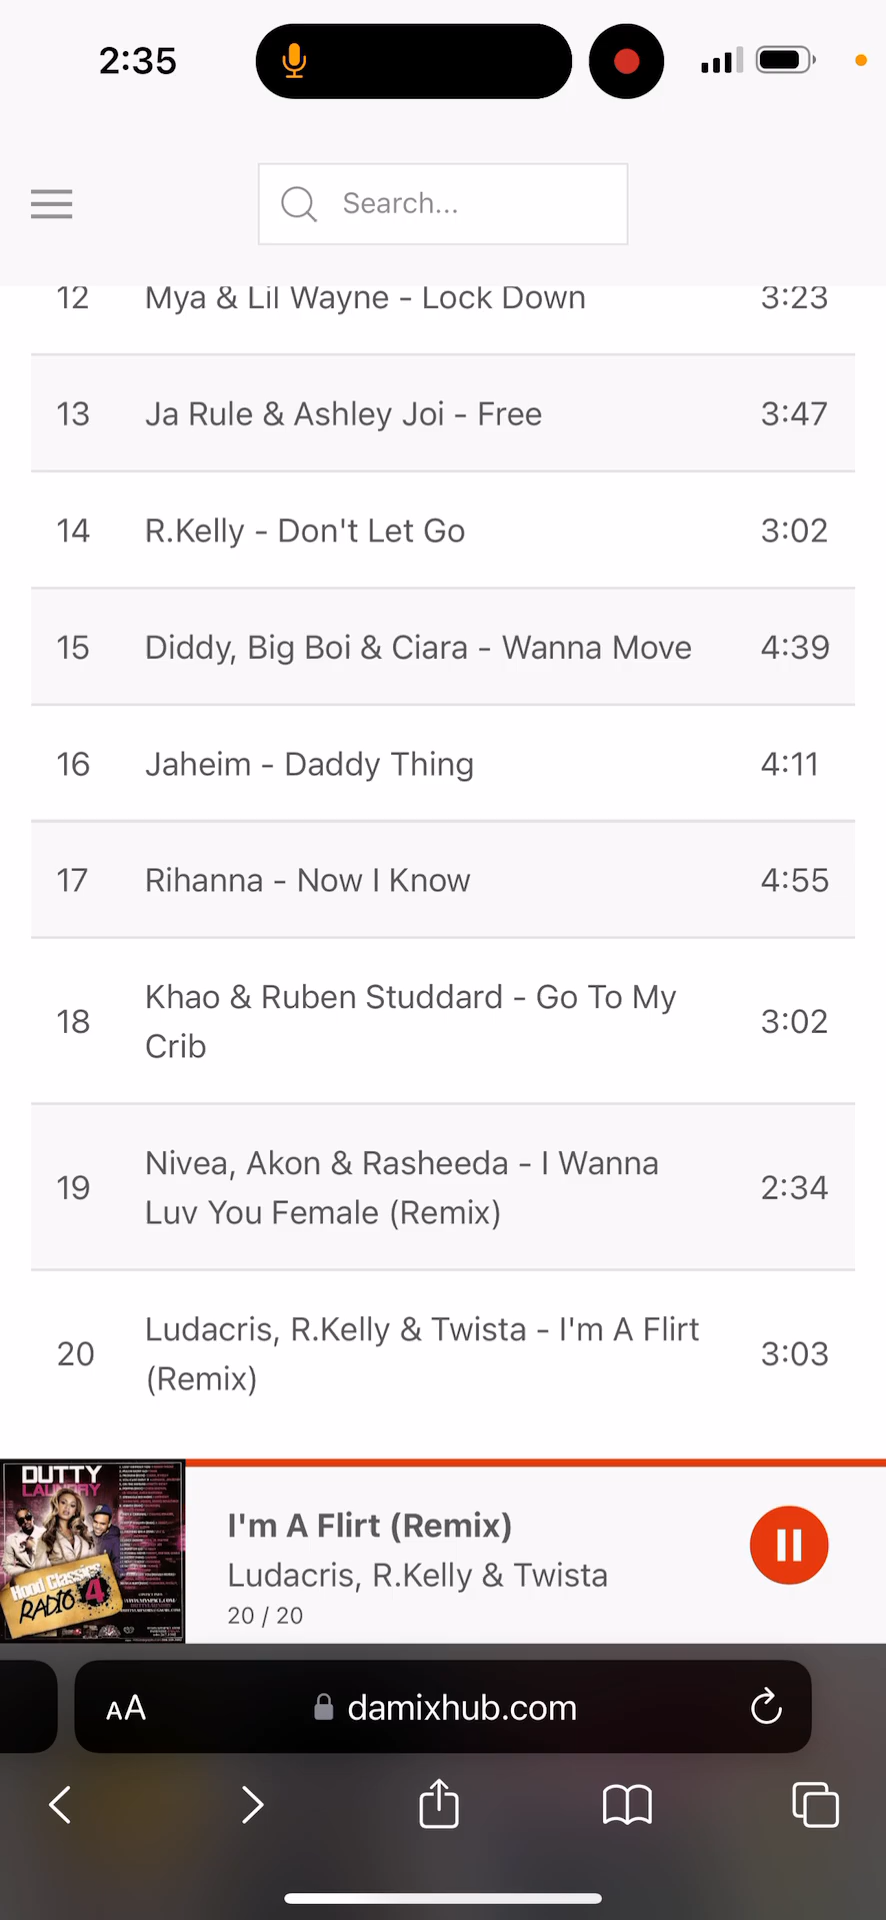 2:35
Search...
12 Mya & Lil Wayne - Lock Down 3:23
13 Ja Rule & Ashley Joi - Free 3:47
14 R.Kelly - Don't Let Go 3:02
15 Diddy, Big Boi & Ciara - Wanna Move 4:39
16 Jaheim - Daddy Thing 4:11
17 Rihanna - Now I Know 4:55
18 Khao & Ruben Studdard - Go To My
Crib 3:02
19 Nivea, Akon & Rasheeda - I Wanna
Luv You Female (Remix) 2:34
20 Ludacris, R.Kelly & Twista - I'm A Flirt
(Remix) 3:03
DUTTY
LAUNDRY
Hood Classics
RADIO 4
I'm A Flirt (Remix)
Ludacris, R.Kelly & Twista
20 / 20
AA damixhub.com